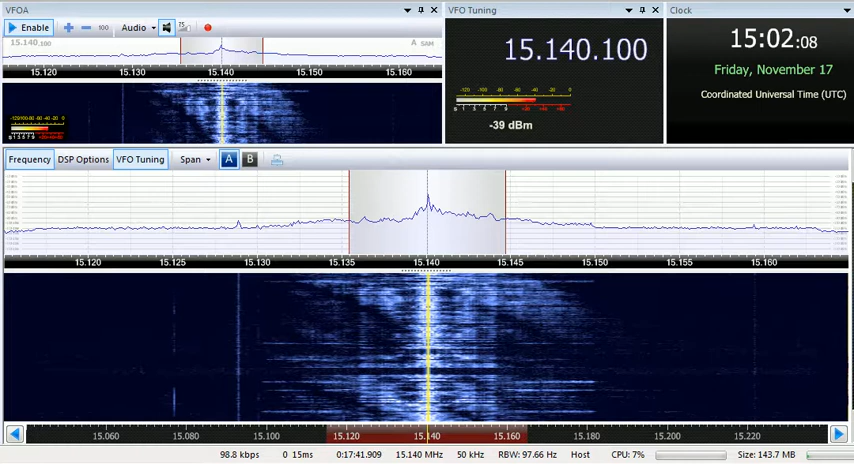 VFOA
Enable 100 Audio 75
15.140.100 A SAM
15.120 15.130 15.140 15.150 15.160
VFO Tuning
15.140.100
-39 dBm
Clock
15:02:08
Friday, November 17
Coordinated Universal Time (UTC)
Frequency DSP Options VFO Tuning Span A B
15.120 15.125 15.130 15.135 15.140 15.145 15.150 15.155 15.160
15.060 15.080 15.100 15.120 15.140 15.160 15.180 15.200 15.220
98.8 kbps 0 15ms 0:17:41.909 15.140 MHz 50 kHz RBW: 97.66 Hz Host CPU: 7% Size: 143.7 MB